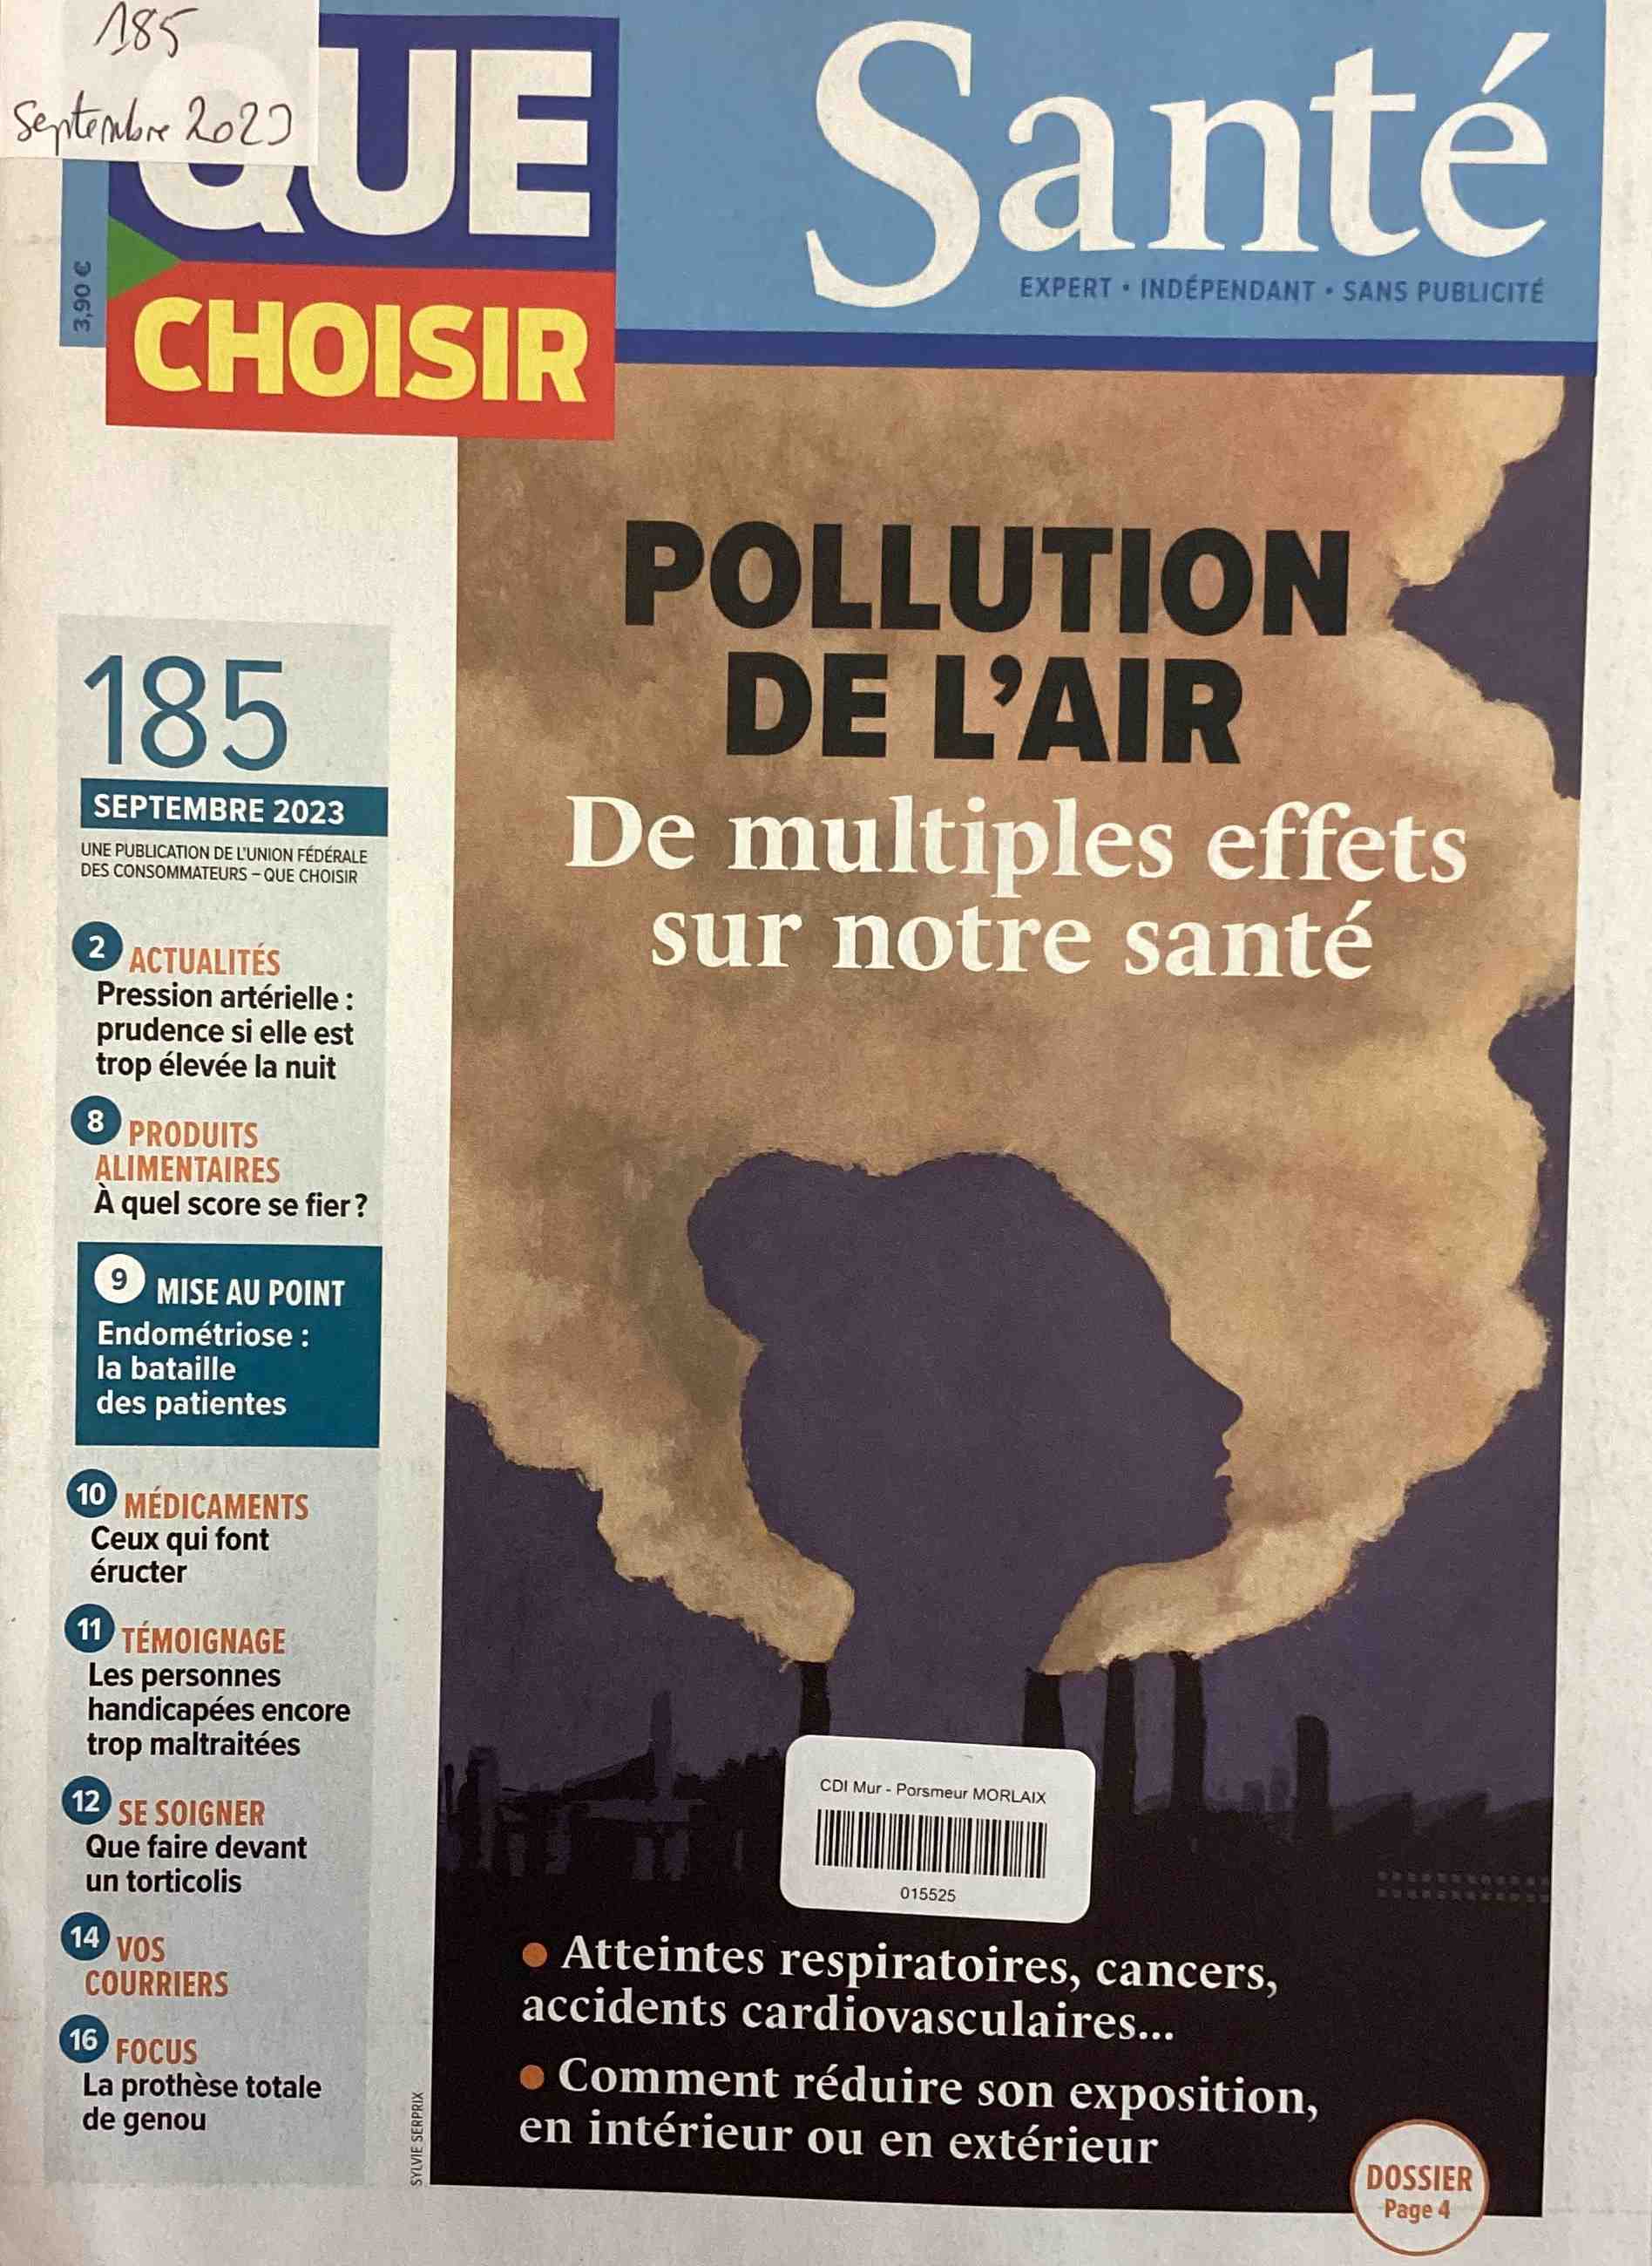 185
Septembre 2023
QUE
CHOISIR
3,90 €
Santé
EXPERT • INDÉPENDANT • SANS PUBLICITÉ
POLLUTION
DE L'AIR
De multiples effets
sur notre santé
185
SEPTEMBRE 2023
UNE PUBLICATION DE L'UNION FÉDÉRALE
DES CONSOMMATEURS – QUE CHOISIR
2 ACTUALITÉS
Pression artérielle :
prudence si elle est
trop élevée la nuit
8 PRODUITS
ALIMENTAIRES
À quel score se fier ?
9 MISE AU POINT
Endométriose :
la bataille
des patientes
10 MÉDICAMENTS
Ceux qui font
éructer
11 TÉMOIGNAGE
Les personnes
handicapées encore
trop maltraitées
12 SE SOIGNER
Que faire devant
un torticolis
14 VOS
COURRIERS
16 FOCUS
La prothèse totale
de genou
SYLVIE SERPRIX
CDI Mur - Porsmeur MORLAIX
015525
• Atteintes respiratoires, cancers,
accidents cardiovasculaires...
• Comment réduire son exposition,
en intérieur ou en extérieur
DOSSIER
Page 4